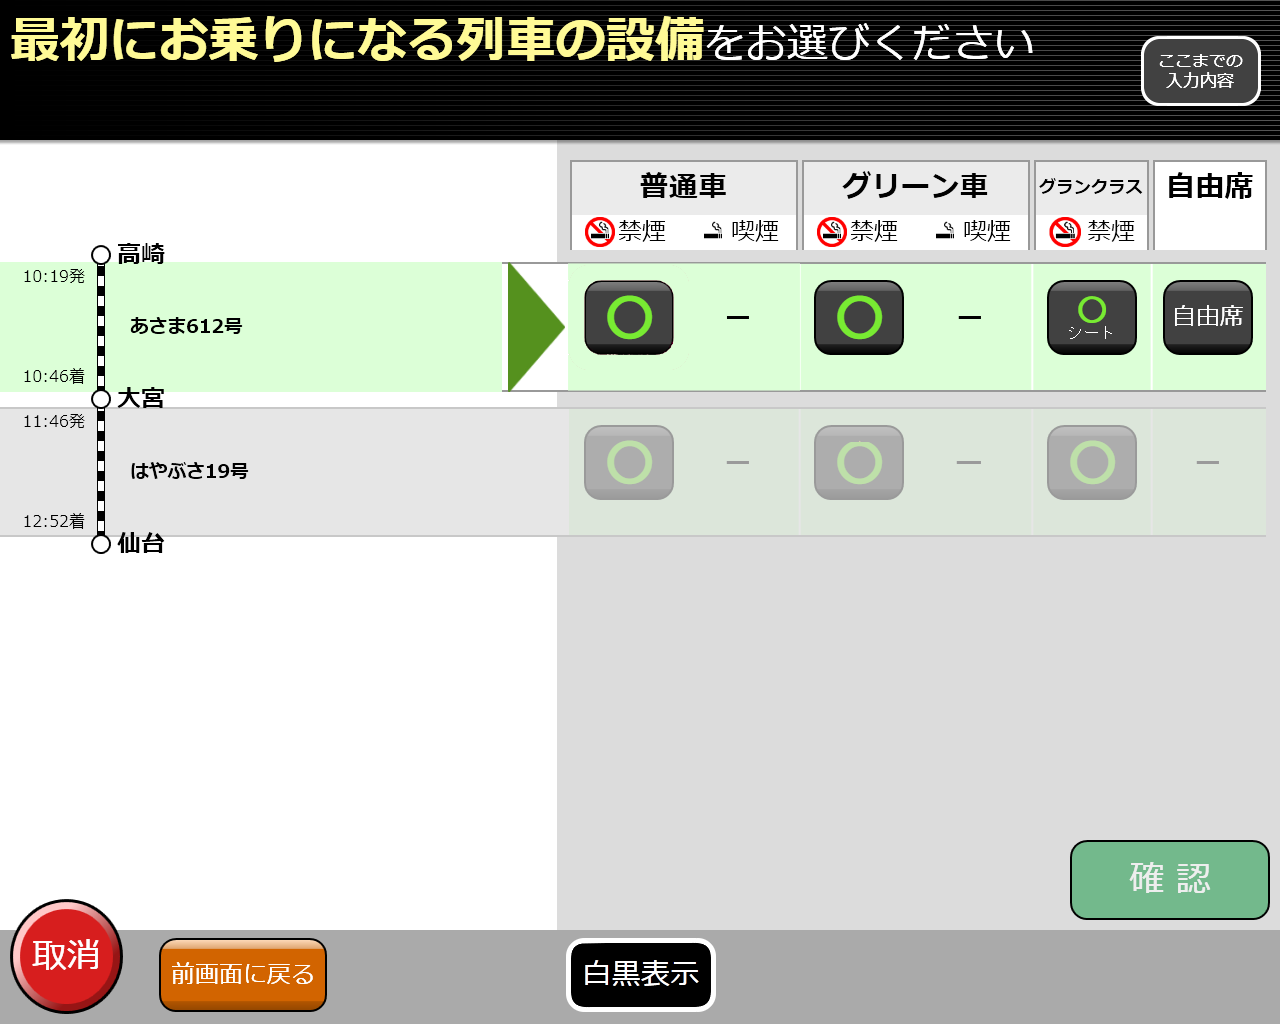 最初にお乗りになる列車の設備をお選びください
ここまでの
入力内容
普通車
グリーン車
グランクラス
自由席
禁煙
喫煙
禁煙
喫煙
禁煙
高崎
10:19発
あさま612号
10:46着
シート
自由席
大宮
11:46発
はやぶさ19号
12:52着
仙台
確認
取消
前画面に戻る
白黒表示